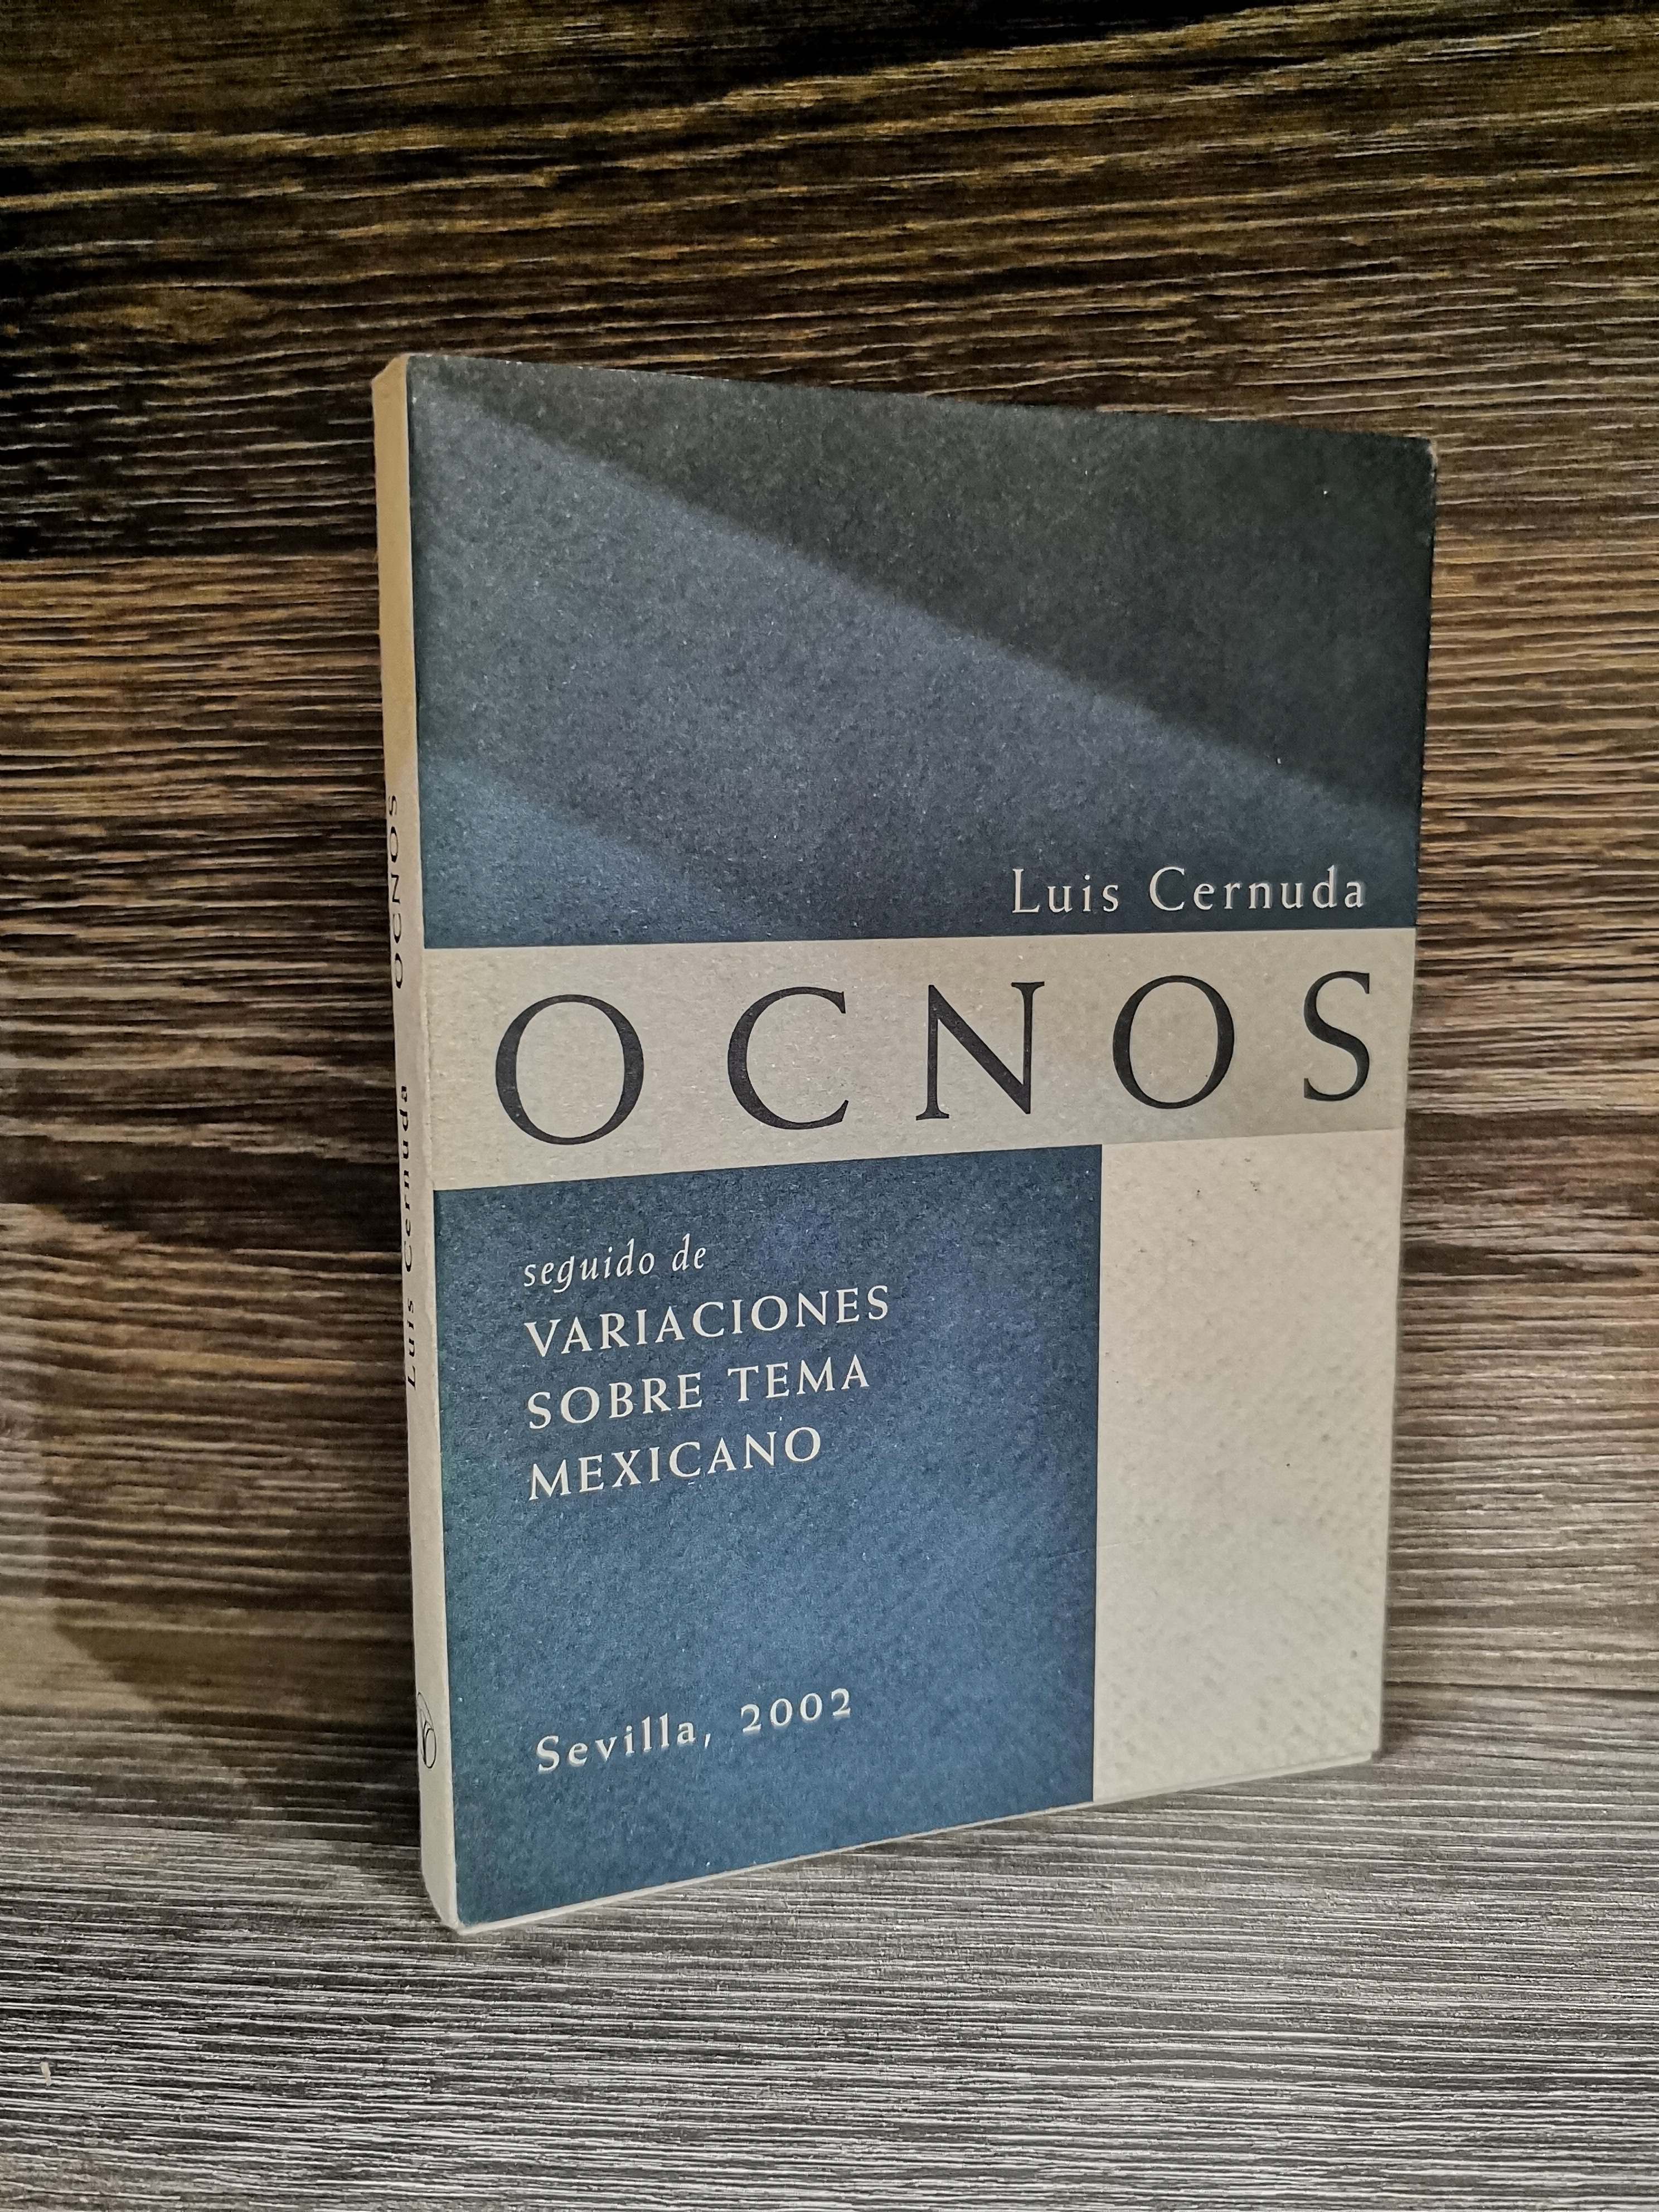 Luis Cernuda
OCNOS
seguido de
VARIACIONES
SOBRE TEMA
MEXICANO
Sevilla, 2002
Luis Cernuda OCNOS